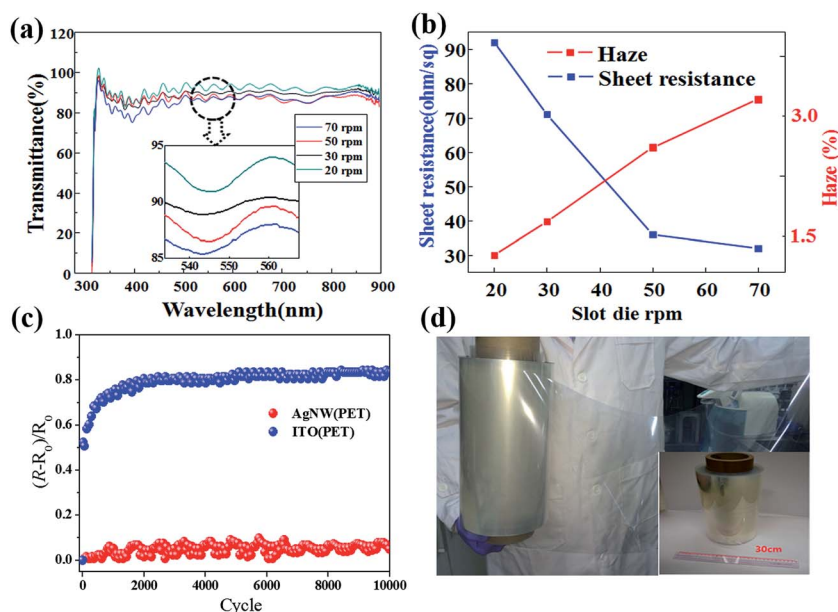 (a)
Transmittance(%)
120
100
80
60
40
20
0
70 rpm
50 rpm
30 rpm
20 rpm
95
90
85
540 550 560
300 400 500 600 700 800 900
Wavelength(nm)
(b)
Sheet resistance(ohm/sq)
90
80
70
60
50
40
30
Haze
Sheet resistance
3.0
1.5
Haze (%)
20 30 40 50 60 70
Slot die rpm
(c)
(R-Ro)/Ro
1.0
0.8
0.6
0.4
0.2
0.0
AgNW(PET)
ITO(PET)
0 2000 4000 6000 8000 10000
Cycle
(d)
30cm